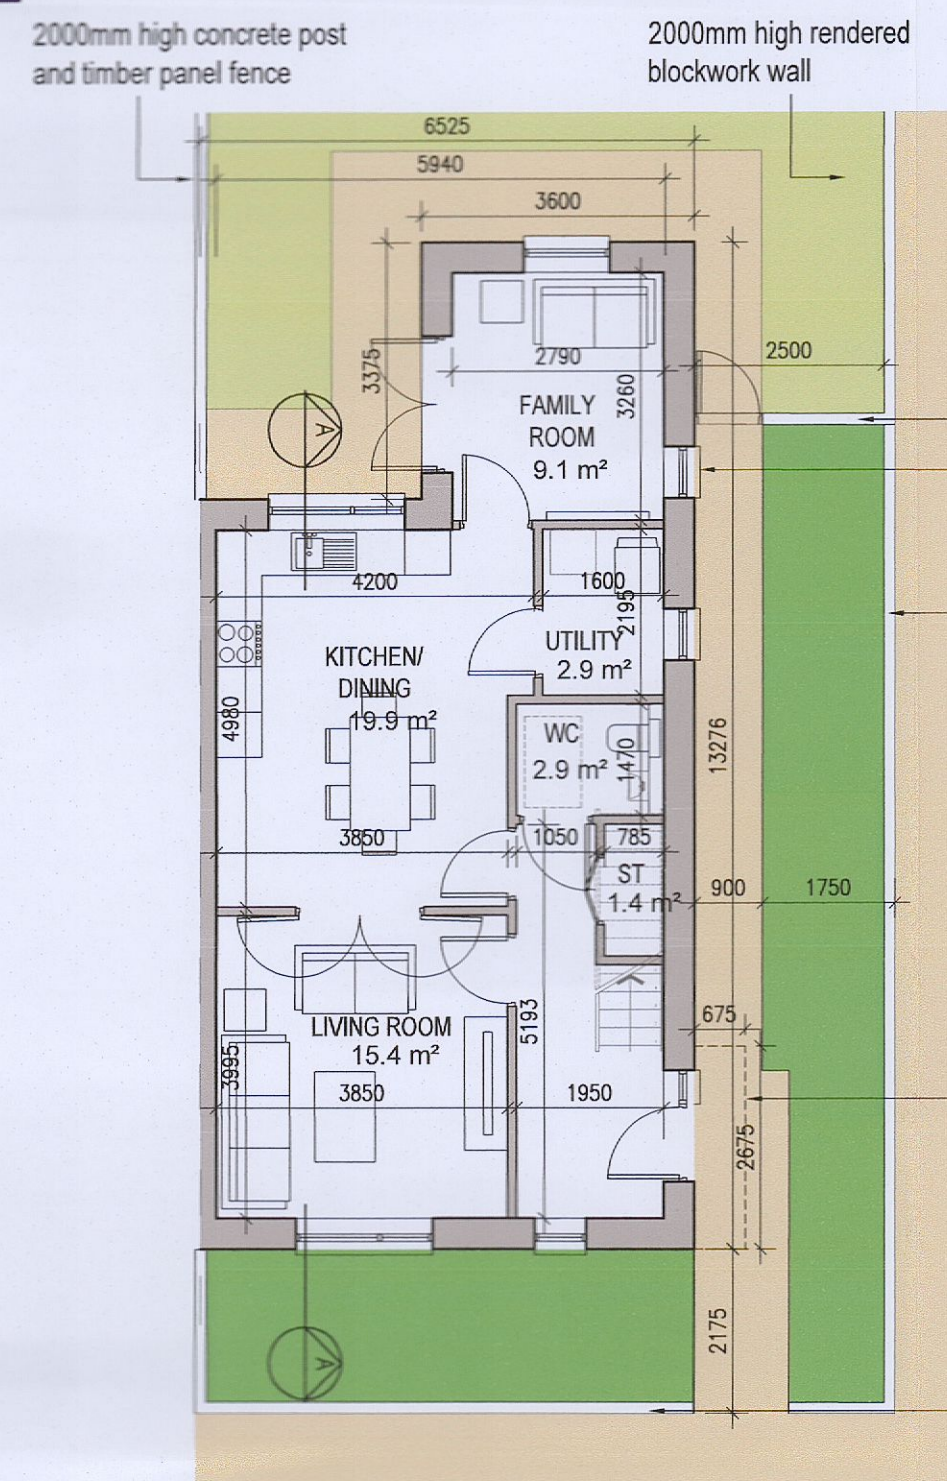 2000mm high concrete post
and timber panel fence
2000mm high rendered
blockwork wall
6525
5940
3600
3375
2790
2500
3260
FAMILY
ROOM
9.1 m²
A
4200
1600
2195
UTILITY
2.9 m²
KITCHEN/
DINING
19.9 m²
4980
WC
2.9 m²
1470
13276
3850
1050
785
ST
1.4 m²
900
1750
5193
675
LIVING ROOM
15.4 m²
3995
3850
1950
2675
2175
A